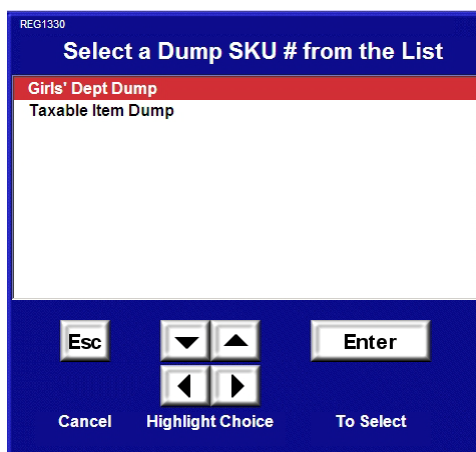 REG1330
Select a Dump SKU # from the List
Girls' Dept Dump
Taxable Item Dump
Esc
Enter
Cancel
Highlight Choice
To Select